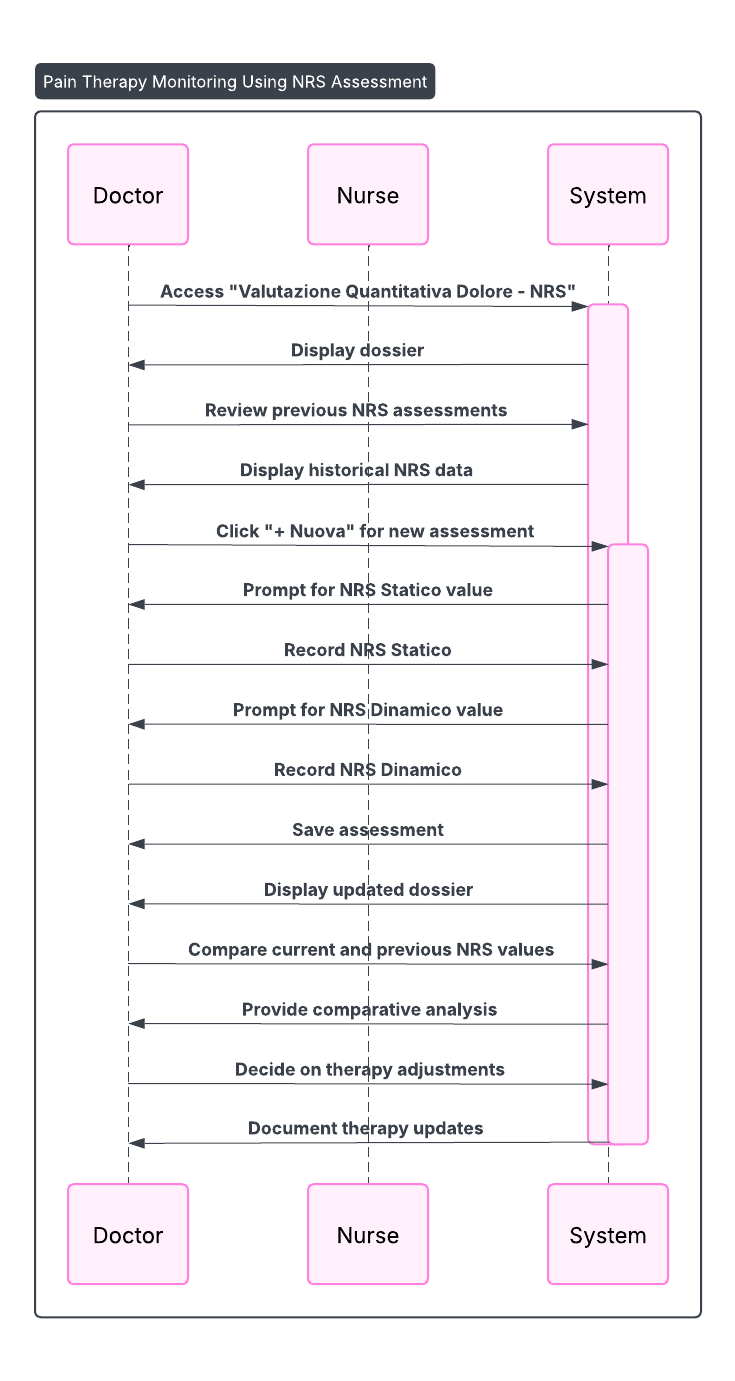 Pain Therapy Monitoring Using NRS Assessment
Doctor
Nurse
System
Access "Valutazione Quantitativa Dolore - NRS"
Display dossier
Review previous NRS assessments
Display historical NRS data
Click "+ Nuova" for new assessment
Prompt for NRS Statico value
Record NRS Statico
Prompt for NRS Dinamico value
Record NRS Dinamico
Save assessment
Display updated dossier
Compare current and previous NRS values
Provide comparative analysis
Decide on therapy adjustments
Document therapy updates
Doctor
Nurse
System